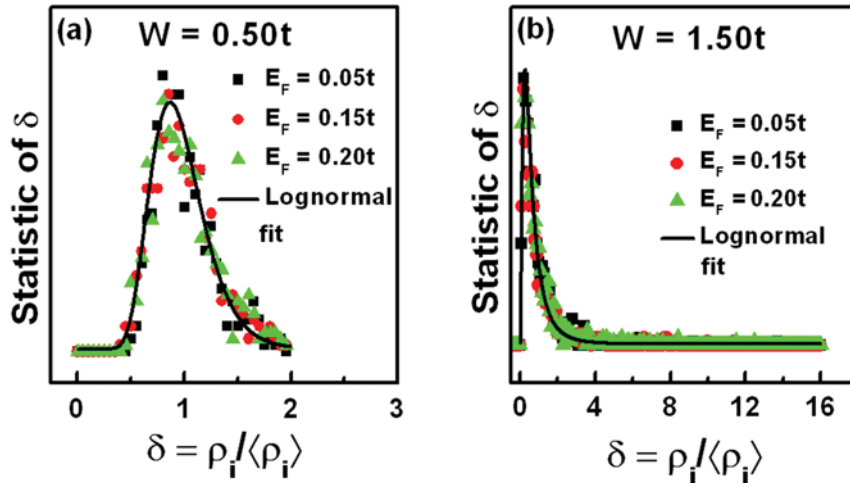 (a)
W = 0.50t
E_F = 0.05t
E_F = 0.15t
E_F = 0.20t
Lognormal
fit
Statistic of δ
0 1 2 3
δ = ρ_i/⟨ρ_i⟩
(b)
W = 1.50t
E_F = 0.05t
E_F = 0.15t
E_F = 0.20t
Lognormal
fit
Statistic of δ
0 4 8 12 16
δ = ρ_i/⟨ρ_i⟩